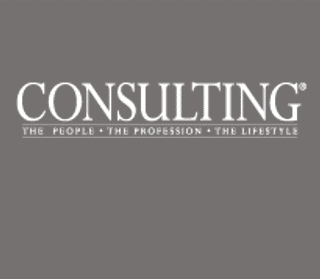 CONSULTING®
THE PEOPLE • THE PROFESSION • THE LIFESTYLE